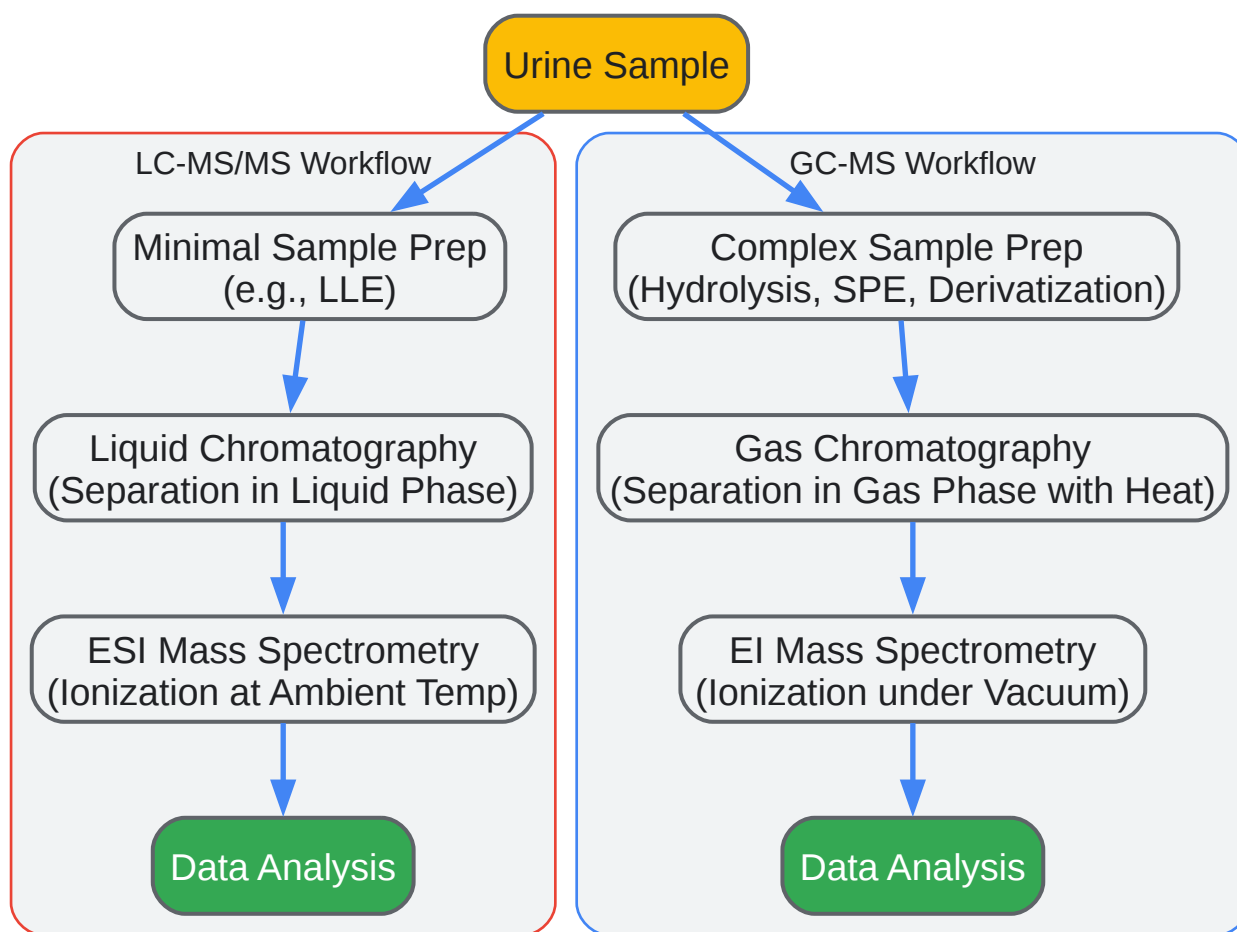 Urine Sample
LC-MS/MS Workflow
Minimal Sample Prep
(e.g., LLE)
Liquid Chromatography
(Separation in Liquid Phase)
ESI Mass Spectrometry
(Ionization at Ambient Temp)
Data Analysis
GC-MS Workflow
Complex Sample Prep
(Hydrolysis, SPE, Derivatization)
Gas Chromatography
(Separation in Gas Phase with Heat)
EI Mass Spectrometry
(Ionization under Vacuum)
Data Analysis